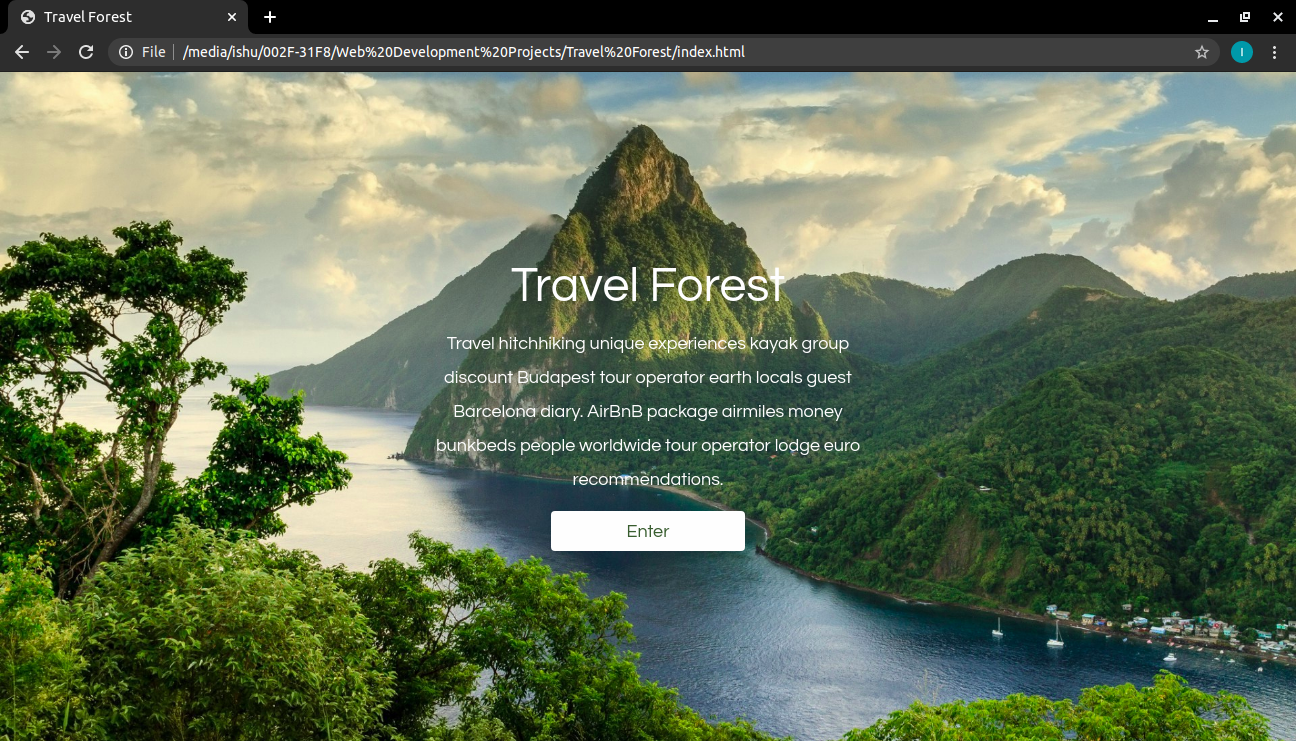 Travel Forest
File
/media/ishu/002F-31F8/Web%20Development%20Projects/Travel%20Forest/index.html
I
Travel Forest
Travel hitchhiking unique experiences kayak group
discount Budapest tour operator earth locals guest
Barcelona diary. AirBnB package airmiles money
bunkbeds people worldwide tour operator lodge euro
recommendations.
Enter